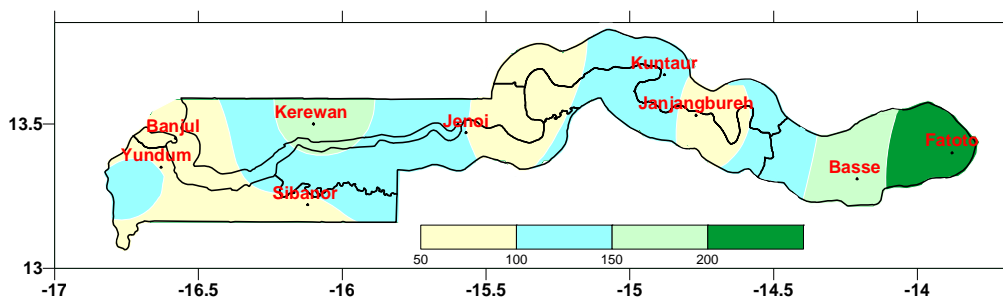 Kuntaur
Janjangbureh
Kerewan
Jenoi
Banjul
13.5
Fatoto
Yundum
Basse
Sibanor
50 100 150 200
13
-17 -16.5 -16 -15.5 -15 -14.5 -14